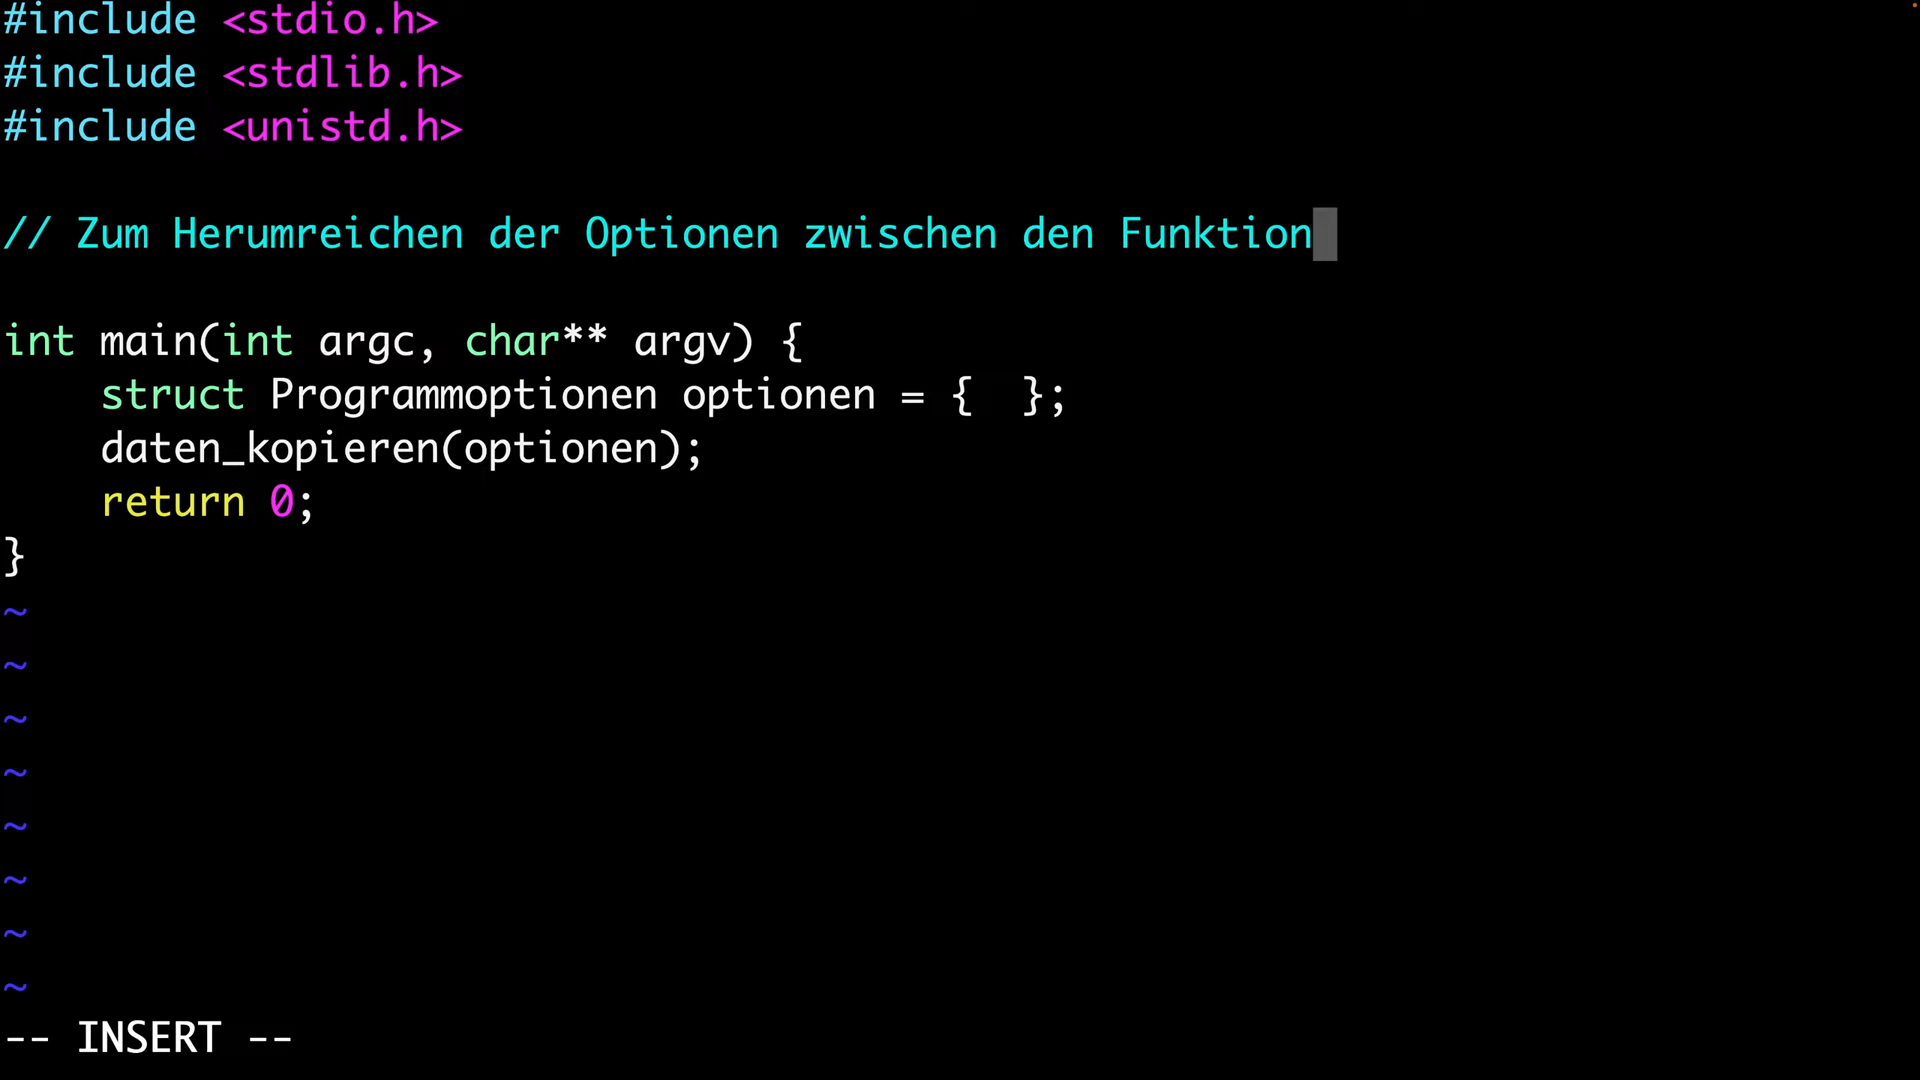 #include <stdio.h>
#include <stdlib.h>
#include <unistd.h>
// Zum Herumreichen der Optionen zwischen den Funktion
int main(int argc, char** argv) {
    struct Programmoptionen optionen = {  };
    daten_kopieren(optionen);
    return 0;
}
~
~
~
~
~
~
~
~
-- INSERT --